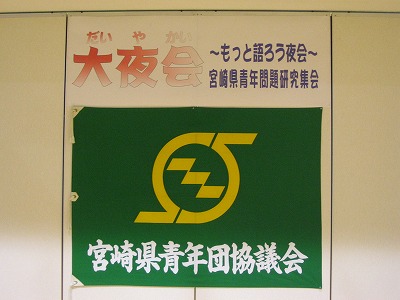 だいやかい
大夜会
～もっと語ろう夜会～
宮崎県青年問題研究集会
宮崎県青年団協議会